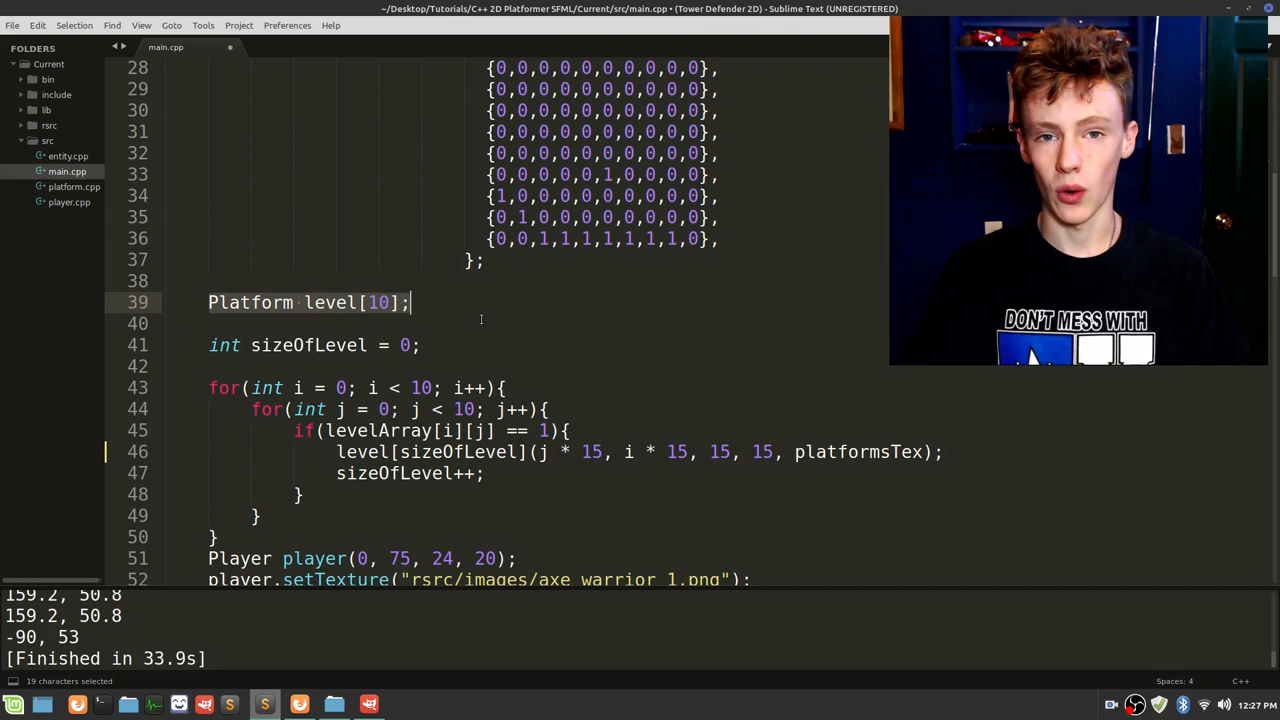 ~/Desktop/Tutorials/C++ 2D Platformer SFML/Current/src/main.cpp • (Tower Defender 2D) - Sublime Text (UNREGISTERED)
File Edit Selection Find View Goto Tools Project Preferences Help
FOLDERS
Current
bin
include
lib
rsrc
src
entity.cpp
main.cpp
platform.cpp
player.cpp
main.cpp
28 {0,0,0,0,0,0,0,0,0,0},
29 {0,0,0,0,0,0,0,0,0,0},
30 {0,0,0,0,0,0,0,0,0,0},
31 {0,0,0,0,0,0,0,0,0,0},
32 {0,0,0,0,0,0,0,0,0,0},
33 {0,0,0,0,0,1,0,0,0,0},
34 {1,0,0,0,0,0,0,0,0,0},
35 {0,1,0,0,0,0,0,0,0,0},
36 {0,0,1,1,1,1,1,1,1,0},
37 };
38
39 Platform level[10];
40
41 int sizeOfLevel = 0;
42
43 for(int i = 0; i < 10; i++){
44 for(int j = 0; j < 10; j++){
45 if(levelArray[i][j] == 1){
46 level[sizeOfLevel](j * 15, i * 15, 15, 15, platformsTex);
47 sizeOfLevel++;
48 }
49 }
50 }
51 Player player(0, 75, 24, 20);
52 player.setTexture("rsrc/images/axe warrior 1.png");
DON'T MESS WITH
159.2, 50.8
159.2, 50.8
-90, 53
[Finished in 33.9s]
19 characters selected
Spaces: 4
C++
12:27 PM